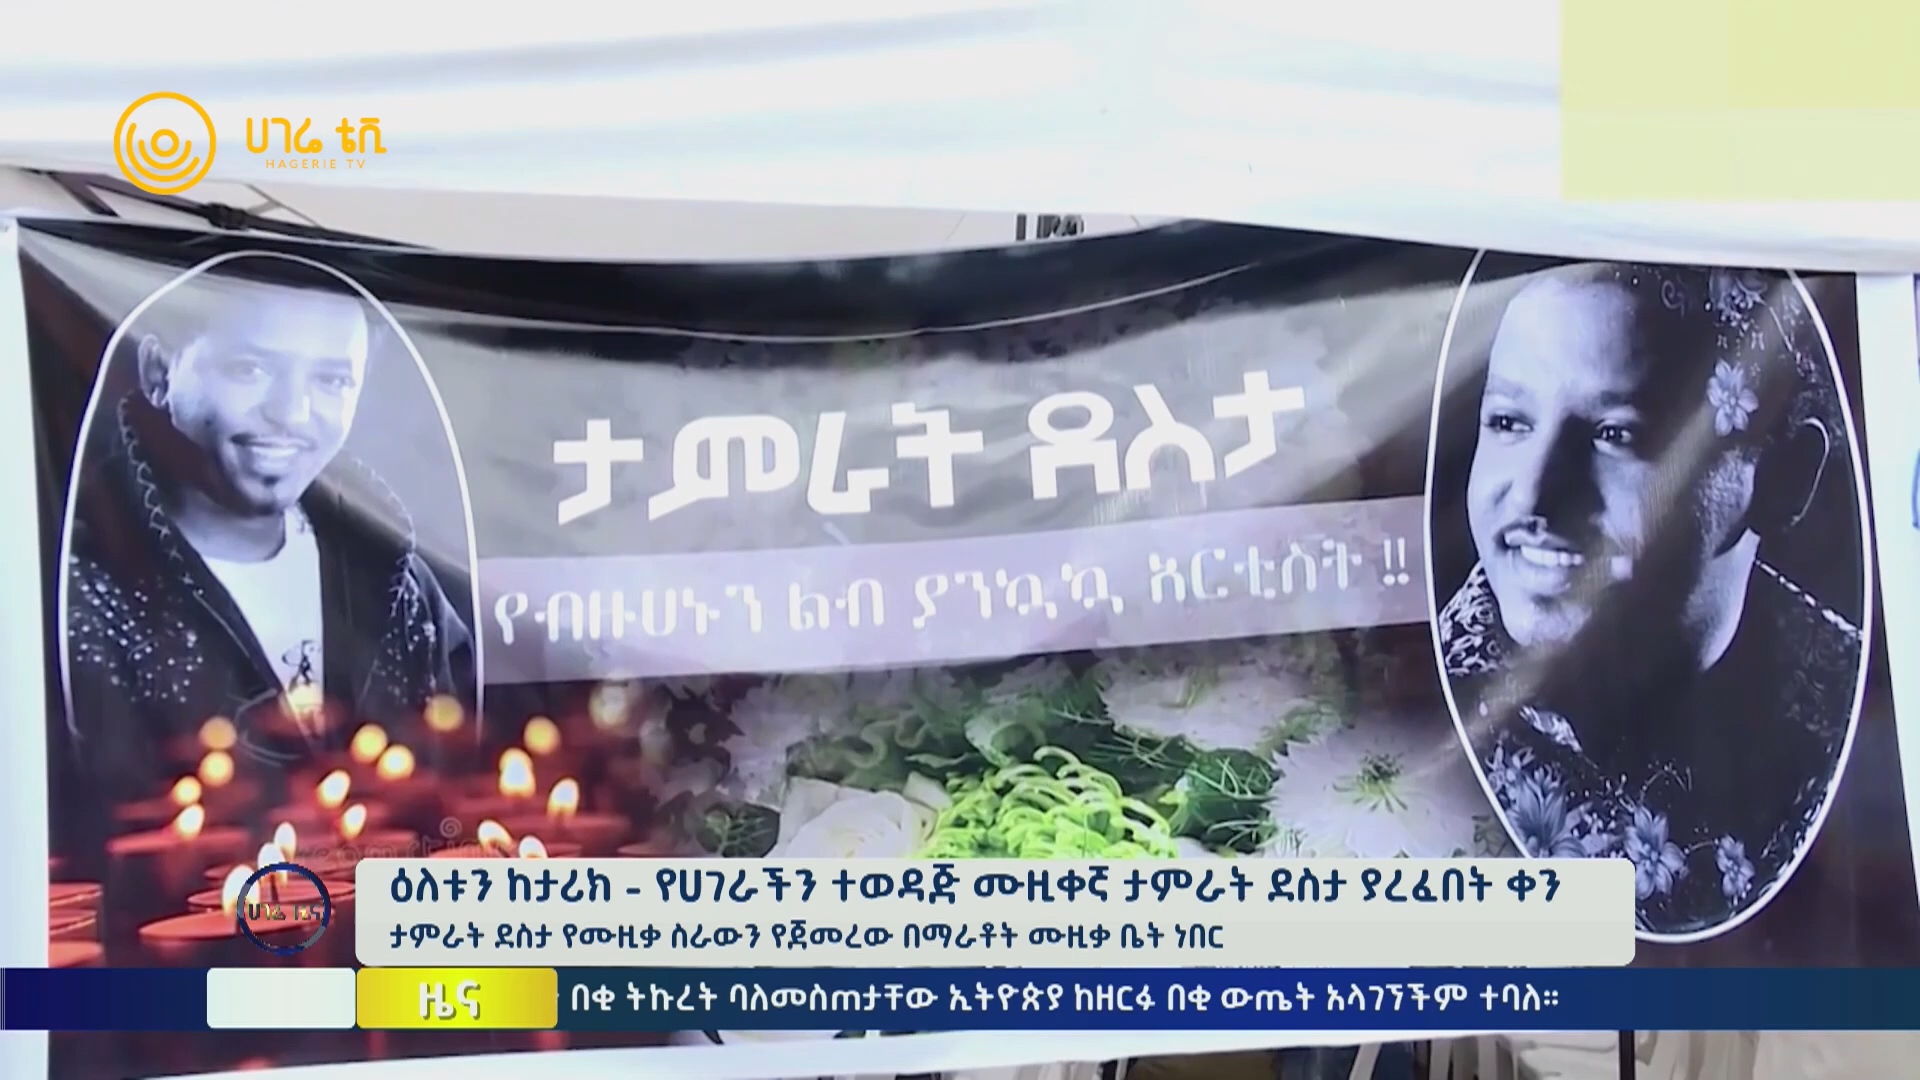 ሀገሬ ቴቪ
HAGERIE TV
ታምራት ደስታ
የብዙሀኑን ልብ ያንኳኳ አርቲስት !!
ዕለቱን ከታሪክ - የሀገራችን ተወዳጅ ሙዚቀኛ ታምራት ደስታ ያረፈበት ቀን
ታምራት ደስታ የሙዚቃ ስራውን የጀመረው በማራቶት ሙዚቃ ቤት ነበር
ዜና
በቂ ትኩረት ባለመስጠታቸው ኢትዮጵያ ከዘርፉ በቂ ውጤት አላገኘችም ተባለ።